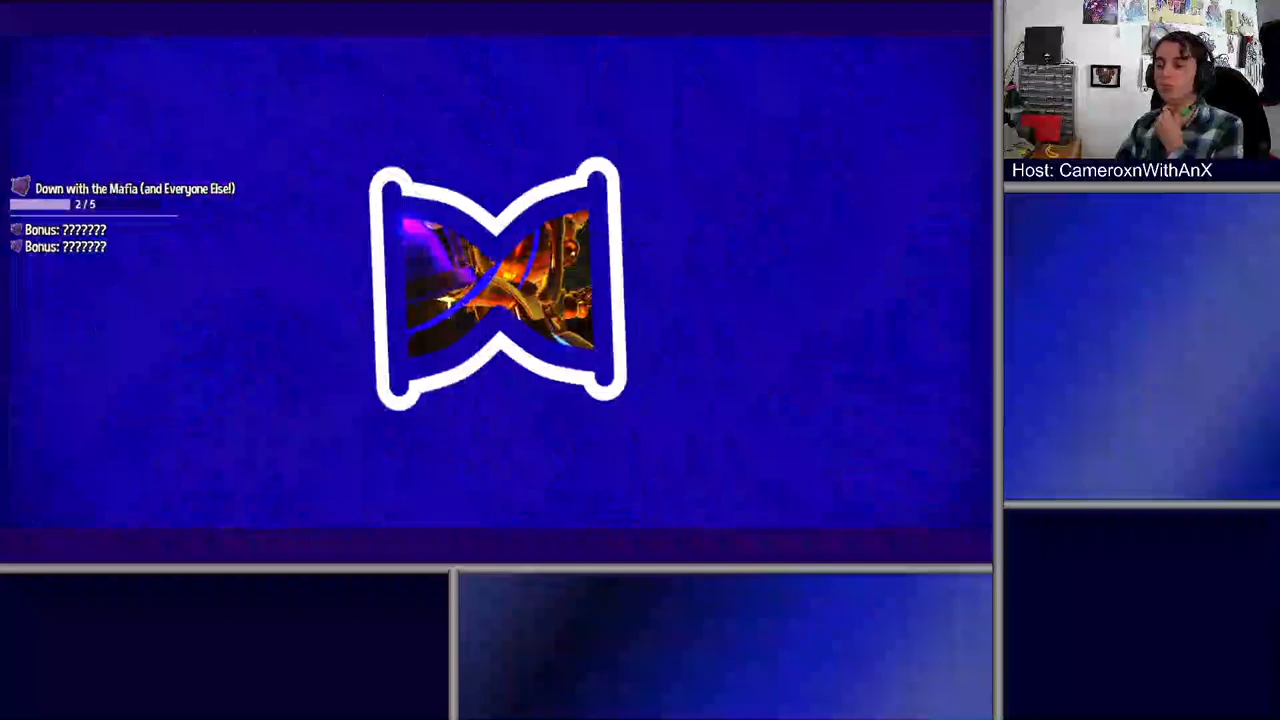 Down with the Mafia (and Everyone Else!)
2 / 5
Bonus: ???????
Bonus: ???????
Host: CameroxnWithAnX